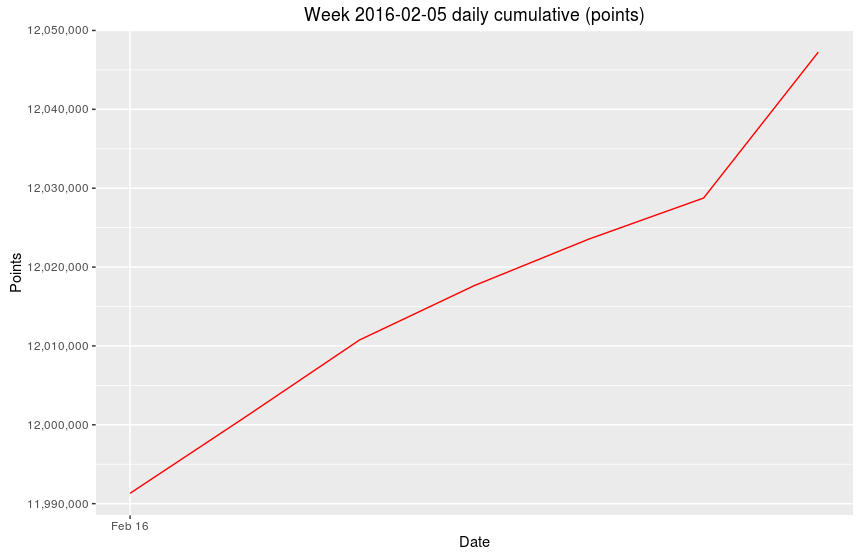 Week 2016-02-05 daily cumulative (points)
12,050,000
12,040,000
12,030,000
12,020,000
12,010,000
12,000,000
11,990,000
Points
Feb 16
Date